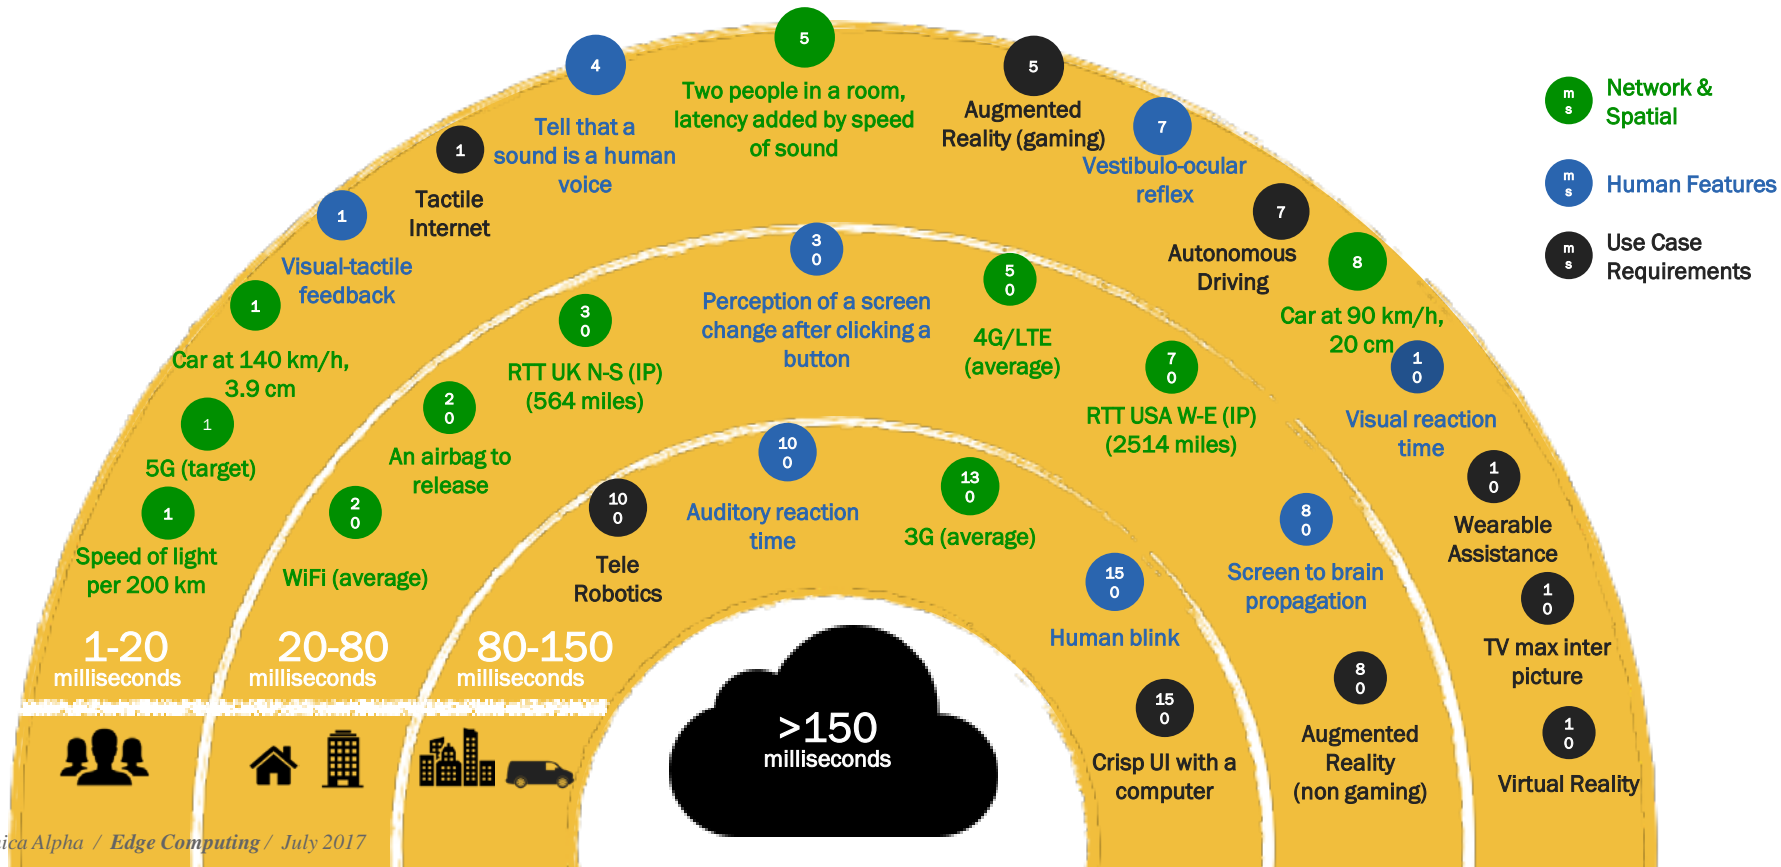 4
Tell that a
sound is a human
voice
5
Two people in a room,
latency added by speed
of sound
5
Augmented
Reality (gaming)
7
Vestibulo-ocular
reflex
1
Tactile
Internet
1
Visual-tactile
feedback
1
Car at 140 km/h,
3.9 cm
1
5G (target)
1
Speed of light
per 200 km
7
Autonomous
Driving
8
Car at 90 km/h,
20 cm
1
0
Visual reaction
time
1
0
Wearable
Assistance
1
0
TV max inter
picture
1
0
Virtual Reality
3
0
Perception of a screen
change after clicking a
button
3
0
RTT UK N-S (IP)
(564 miles)
2
0
An airbag to
release
2
0
WiFi (average)
5
0
4G/LTE
(average)
7
0
RTT USA W-E (IP)
(2514 miles)
8
0
Screen to brain
propagation
8
0
Augmented
Reality
(non gaming)
10
0
Auditory reaction
time
10
0
Tele
Robotics
13
0
3G (average)
15
0
Human blink
15
0
Crisp UI with a
computer
1-20
milliseconds
20-80
milliseconds
80-150
milliseconds
>150
milliseconds
m
s
Network &
Spatial
m
s
Human Features
m
s
Use Case
Requirements
Alpha / Edge Computing / July 2017